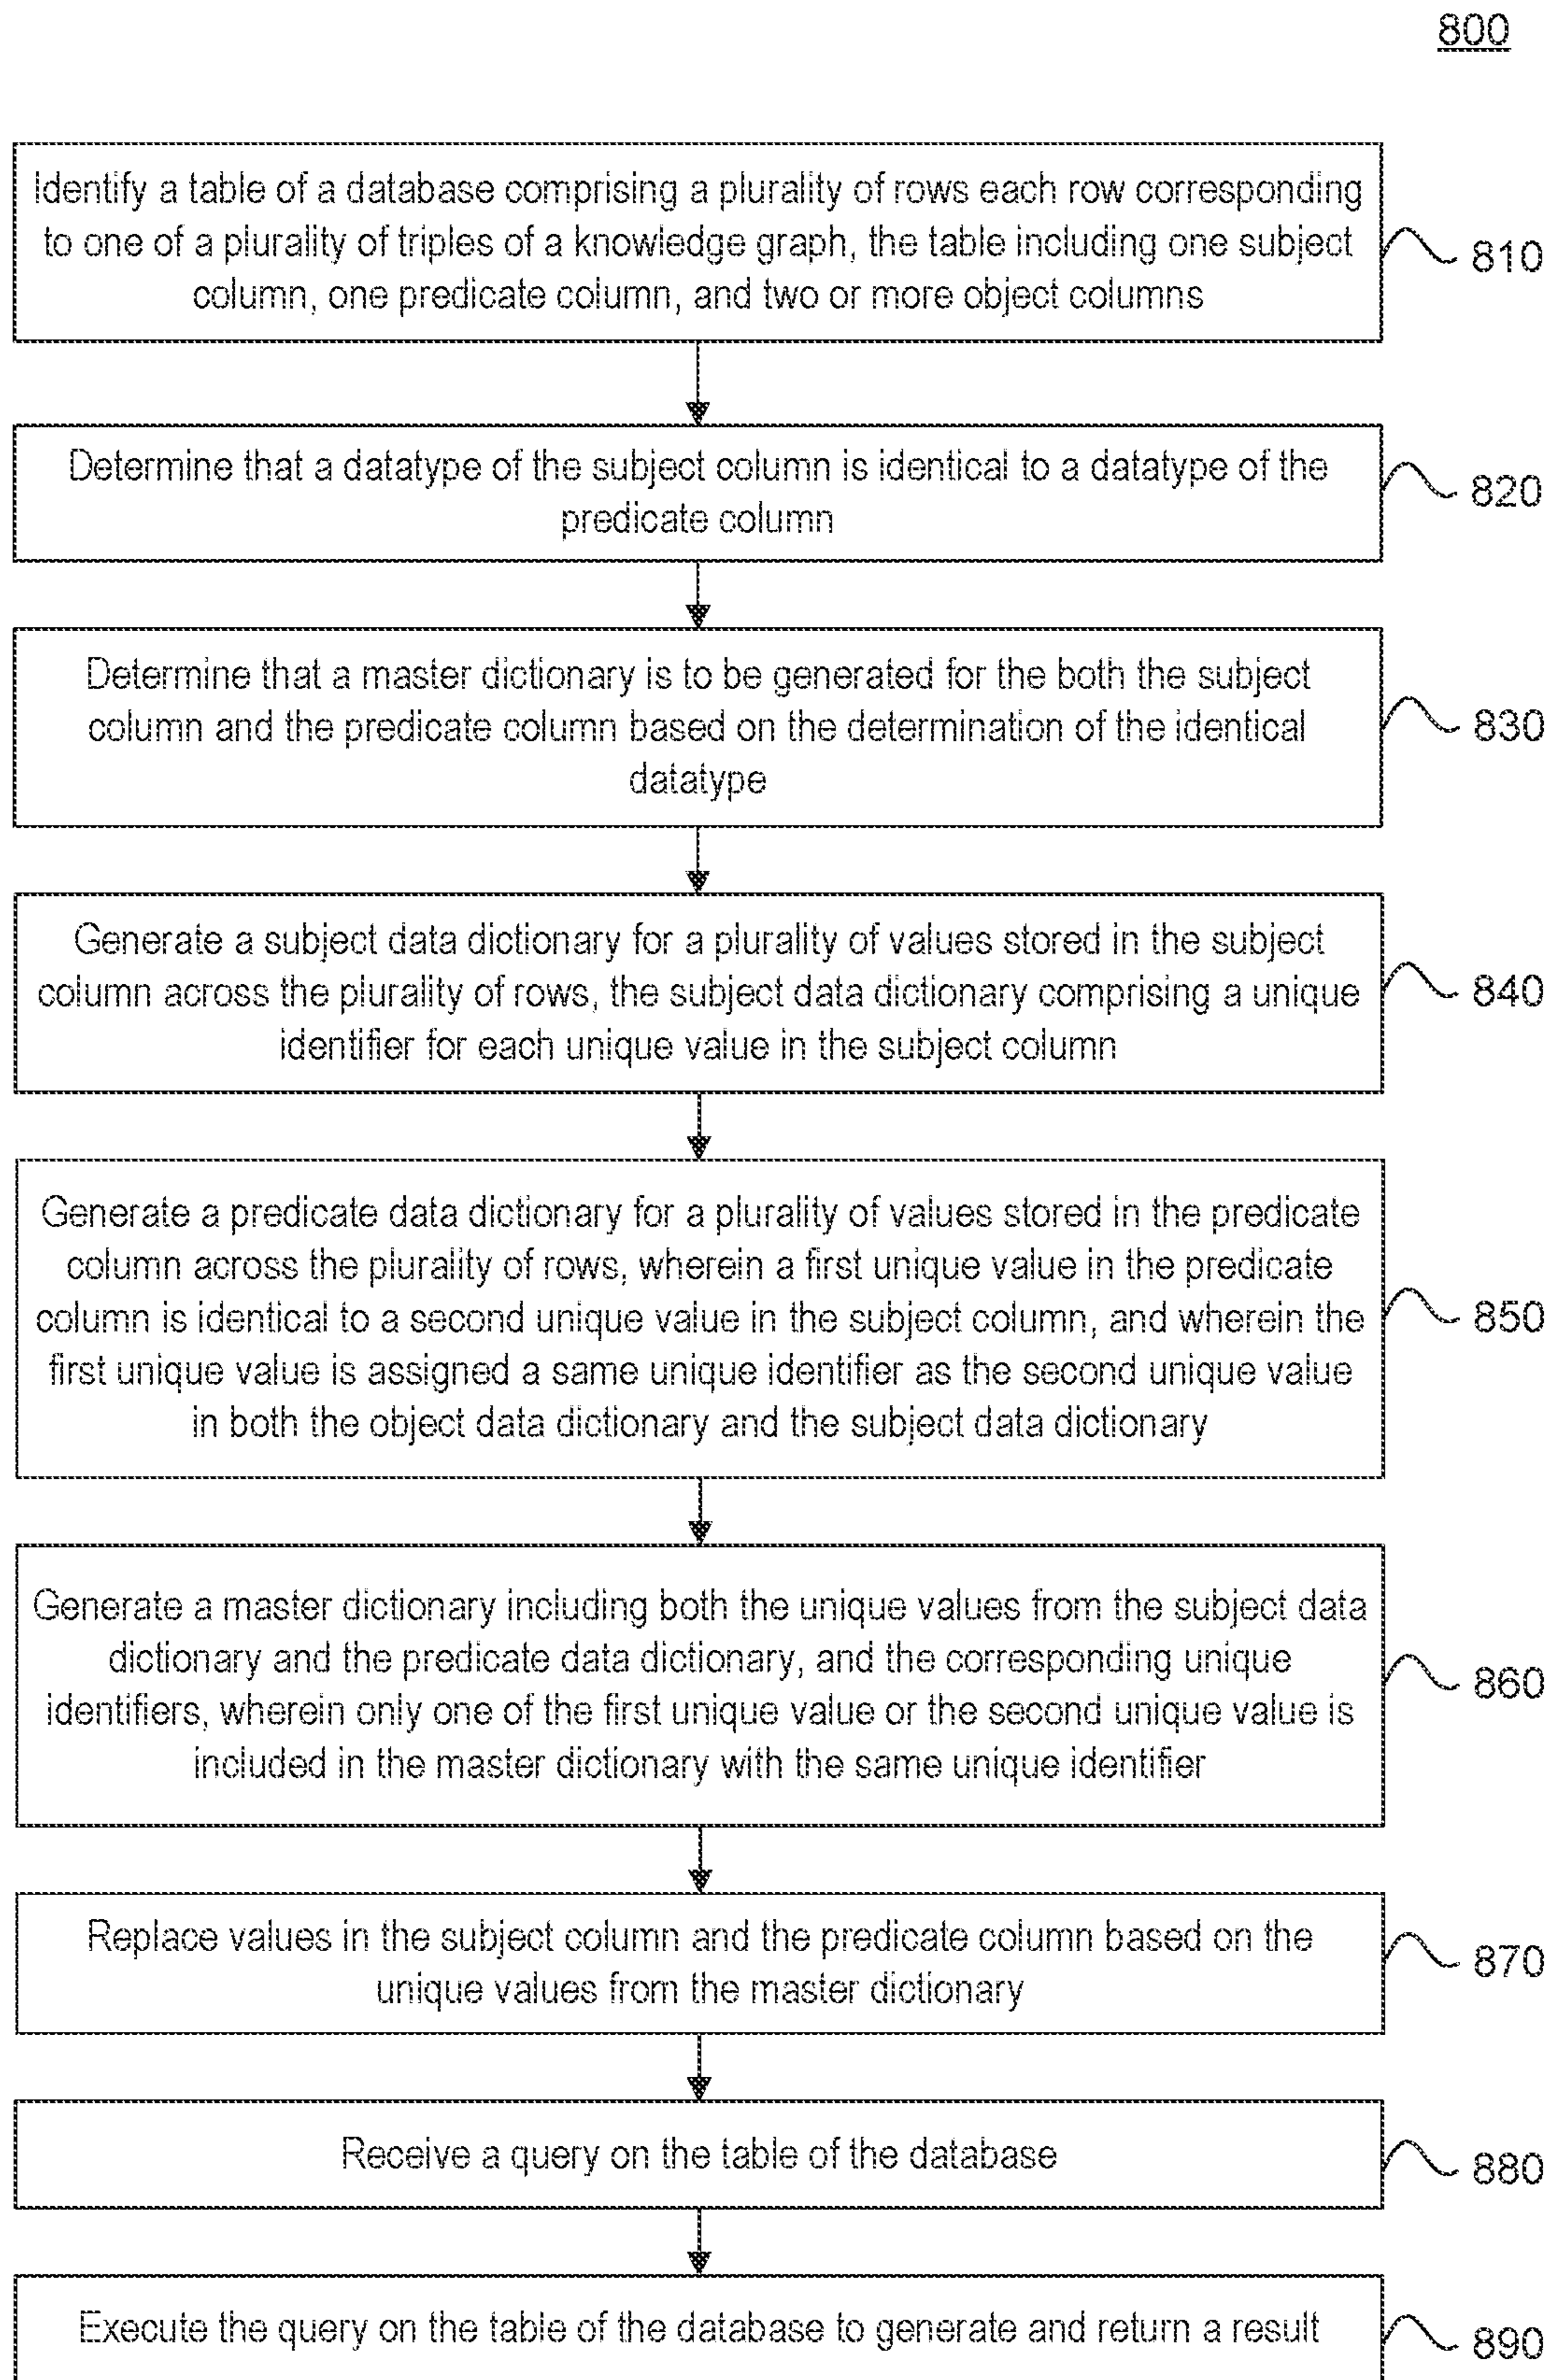 800
Identify a table of a database comprising a plurality of rows each row corresponding
to one of a plurality of triples of a knowledge graph, the table including one subject
column, one predicate column, and two or more object columns
810
Determine that a datatype of the subject column is identical to a datatype of the
predicate column
820
Determine that a master dictionary is to be generated for the both the subject
column and the predicate column based on the determination of the identical
datatype
830
Generate a subject data dictionary for a plurality of values stored in the subject
column across the plurality of rows, the subject data dictionary comprising a unique
identifier for each unique value in the subject column
840
Generate a predicate data dictionary for a plurality of values stored in the predicate
column across the plurality of rows, wherein a first unique value in the predicate
column is identical to a second unique value in the subject column, and wherein the
first unique value is assigned a same unique identifier as the second unique value
in both the object data dictionary and the subject data dictionary
850
Generate a master dictionary including both the unique values from the subject data
dictionary and the predicate data dictionary, and the corresponding unique
identifiers, wherein only one of the first unique value or the second unique value is
included in the master dictionary with the same unique identifier
860
Replace values in the subject column and the predicate column based on the
unique values from the master dictionary
870
Receive a query on the table of the database
880
Execute the query on the table of the database to generate and return a result
890